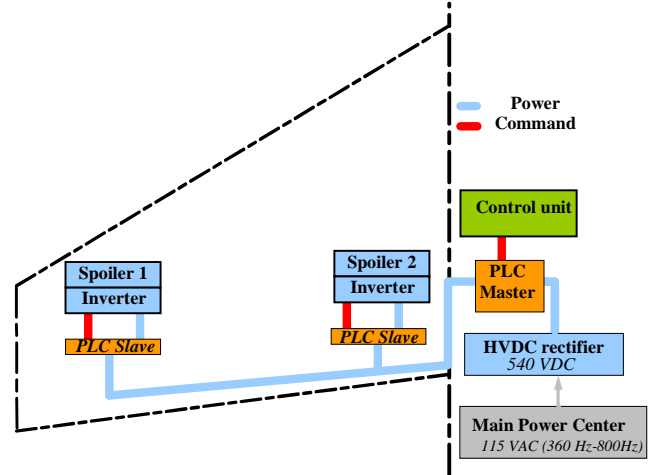 Power
Command
Control unit
Spoiler 1
Inverter
PLC Slave
Spoiler 2
Inverter
PLC Slave
PLC
Master
HVDC rectifier
540 VDC
Main Power Center
115 VAC (360 Hz-800Hz)